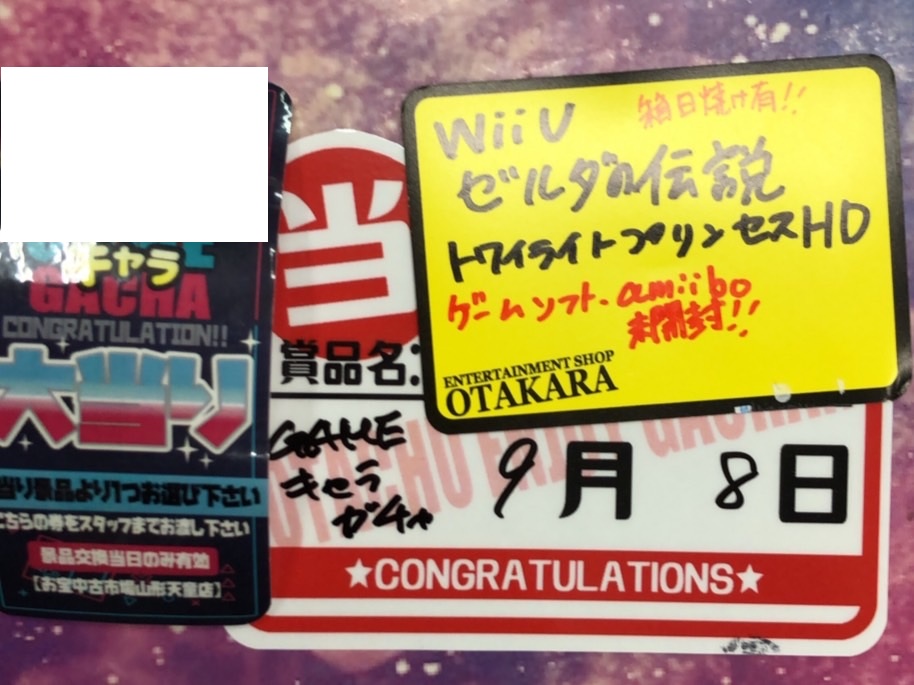 キャラ
GACHA
CONGRATULATION!!
大当り
当り景品より1つお選び下さい
こちらの券をスタッフまでお渡し下さい
景品交換当日のみ有効
【お宝中古市場山形天童店】
当
賞品名:
箱日焼け有!!
WiiU
ゼルダの伝説
トワイライトプリンセスHD
ゲームソフト・amiibo
未開封!!
ENTERTAINMENT SHOP
OTAKARA
GAME
キャラ
ガチャ
9月 8日
★CONGRATULATIONS★